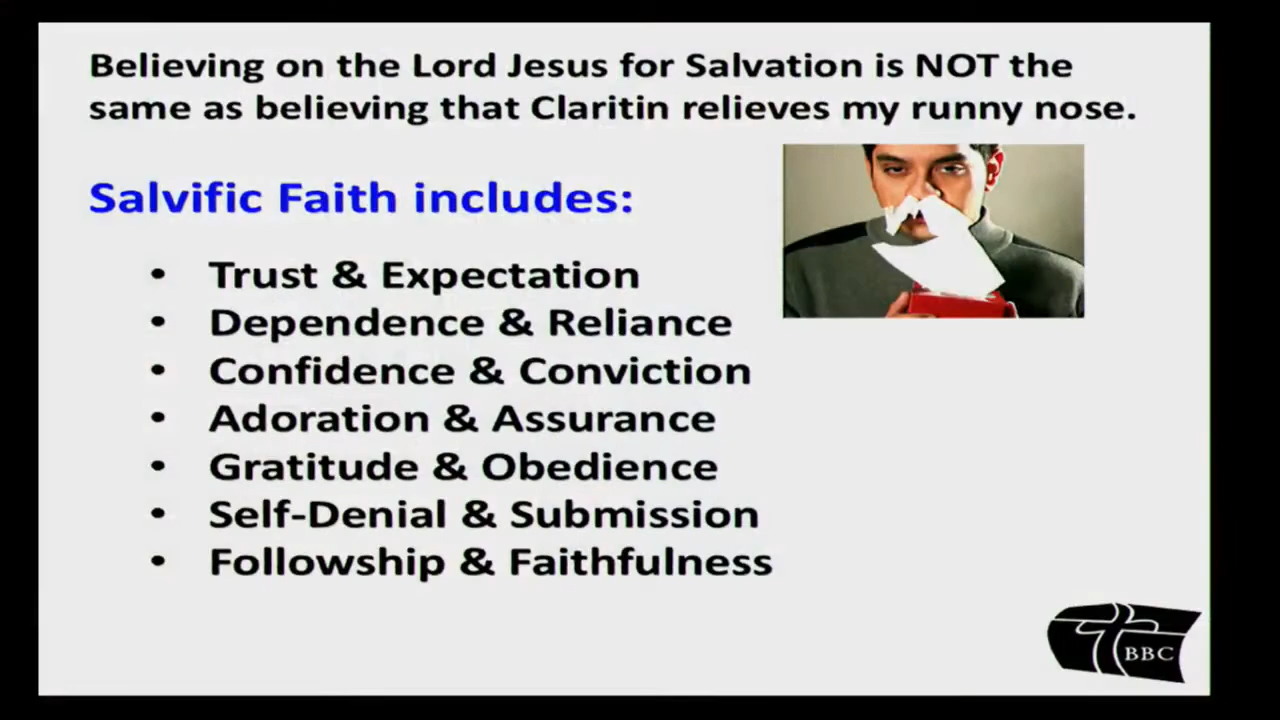 Believing on the Lord Jesus for Salvation is NOT the
same as believing that Claritin relieves my runny nose.
Salvific Faith includes:
• Trust & Expectation
• Dependence & Reliance
• Confidence & Conviction
• Adoration & Assurance
• Gratitude & Obedience
• Self-Denial & Submission
• Followship & Faithfulness
BBC